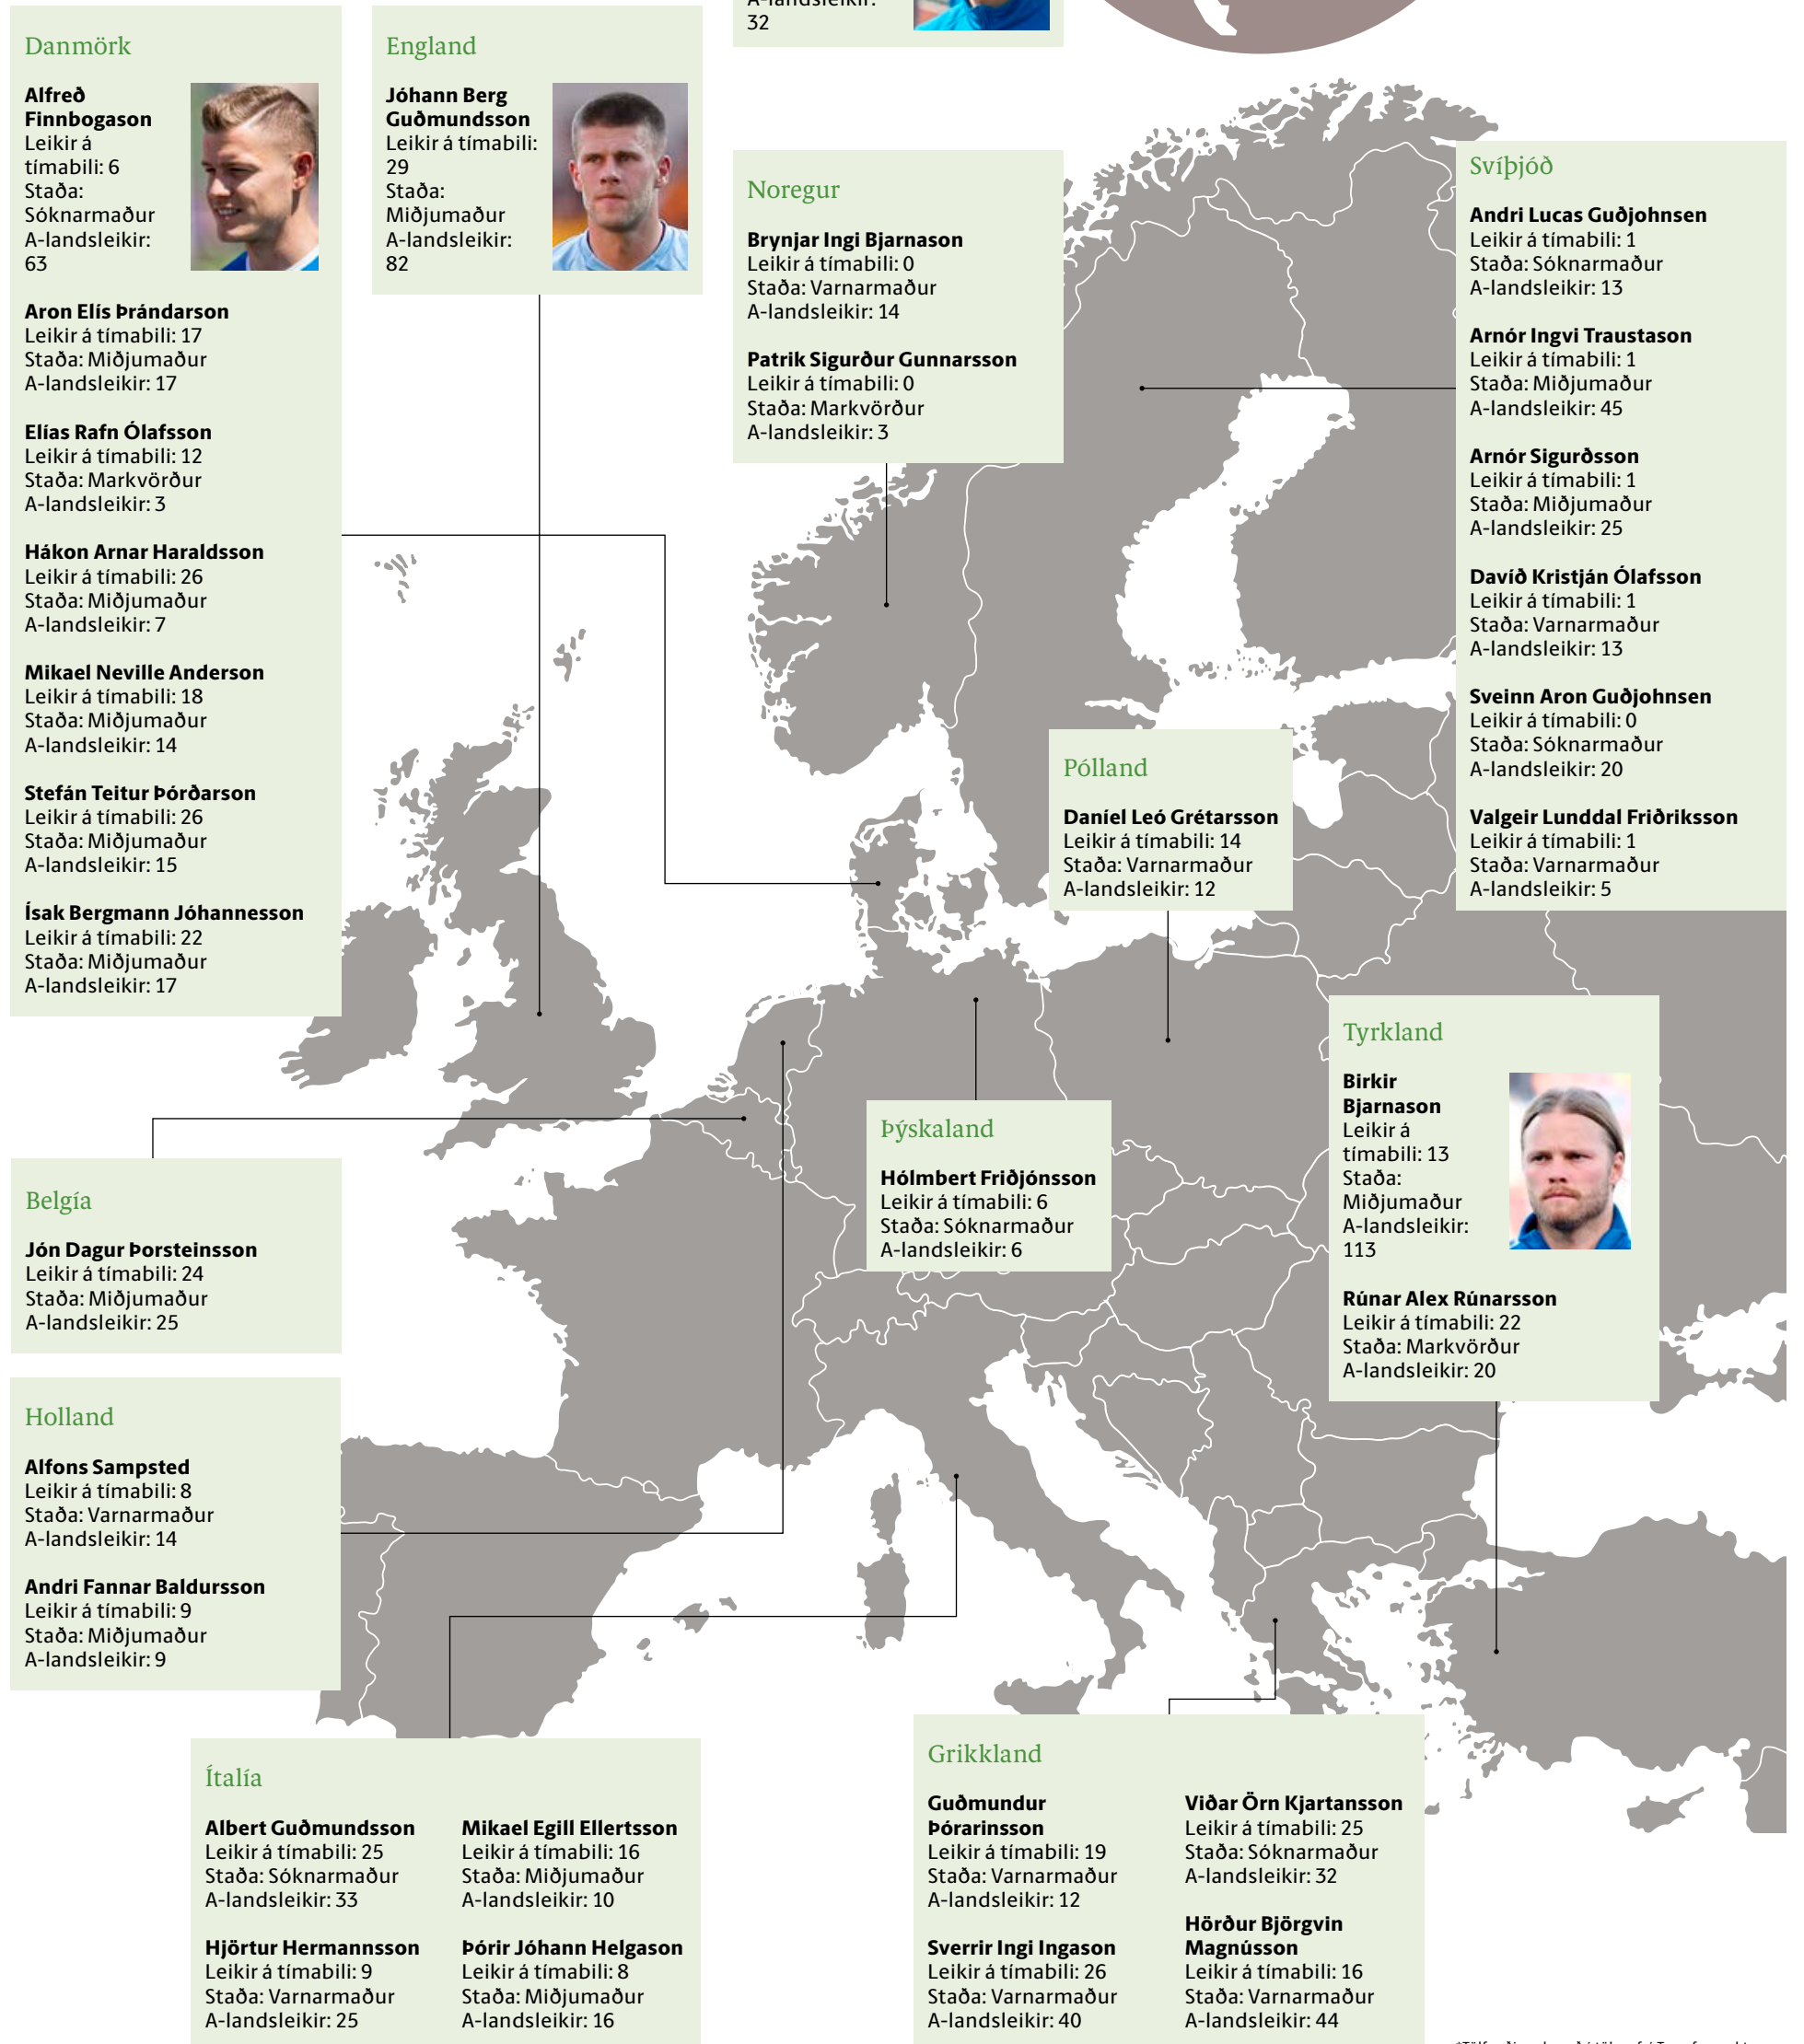 A-landsleikir:
32
Danmörk
Alfreð
Finnbogason
Leikir á
tímabili: 6
Staða:
Sóknarmaður
A-landsleikir:
63
Aron Elís Þrándarson
Leikir á tímabili: 17
Staða: Miðjumaður
A-landsleikir: 17
Elías Rafn Ólafsson
Leikir á tímabili: 12
Staða: Markvörður
A-landsleikir: 3
Hákon Arnar Haraldsson
Leikir á tímabili: 26
Staða: Miðjumaður
A-landsleikir: 7
Mikael Neville Anderson
Leikir á tímabili: 18
Staða: Miðjumaður
A-landsleikir: 14
Stefán Teitur Þórðarson
Leikir á tímabili: 26
Staða: Miðjumaður
A-landsleikir: 15
Ísak Bergmann Jóhannesson
Leikir á tímabili: 22
Staða: Miðjumaður
A-landsleikir: 17
England
Jóhann Berg
Guðmundsson
Leikir á tímabili:
29
Staða:
Miðjumaður
A-landsleikir:
82
Noregur
Brynjar Ingi Bjarnason
Leikir á tímabili: 0
Staða: Varnarmaður
A-landsleikir: 14
Patrik Sigurður Gunnarsson
Leikir á tímabili: 0
Staða: Markvörður
A-landsleikir: 3
Svíþjóð
Andri Lucas Guðjohnsen
Leikir á tímabili: 1
Staða: Sóknarmaður
A-landsleikir: 13
Arnór Ingvi Traustason
Leikir á tímabili: 1
Staða: Miðjumaður
A-landsleikir: 45
Arnór Sigurðsson
Leikir á tímabili: 1
Staða: Miðjumaður
A-landsleikir: 25
Davíð Kristján Ólafsson
Leikir á tímabili: 1
Staða: Varnarmaður
A-landsleikir: 13
Sveinn Aron Guðjohnsen
Leikir á tímabili: 0
Staða: Sóknarmaður
A-landsleikir: 20
Valgeir Lunddal Friðriksson
Leikir á tímabili: 1
Staða: Varnarmaður
A-landsleikir: 5
Pólland
Daníel Leó Grétarsson
Leikir á tímabili: 14
Staða: Varnarmaður
A-landsleikir: 12
Tyrkland
Birkir
Bjarnason
Leikir á
tímabili: 13
Staða:
Miðjumaður
A-landsleikir:
113
Rúnar Alex Rúnarsson
Leikir á tímabili: 22
Staða: Markvörður
A-landsleikir: 20
Þýskaland
Hólmbert Friðjónsson
Leikir á tímabili: 6
Staða: Sóknarmaður
A-landsleikir: 6
Belgía
Jón Dagur Þorsteinsson
Leikir á tímabili: 24
Staða: Miðjumaður
A-landsleikir: 25
Holland
Alfons Sampsted
Leikir á tímabili: 8
Staða: Varnarmaður
A-landsleikir: 14
Andri Fannar Baldursson
Leikir á tímabili: 9
Staða: Miðjumaður
A-landsleikir: 9
Ítalía
Albert Guðmundsson
Leikir á tímabili: 25
Staða: Sóknarmaður
A-landsleikir: 33
Hjörtur Hermannsson
Leikir á tímabili: 9
Staða: Varnarmaður
A-landsleikir: 25
Mikael Egill Ellertsson
Leikir á tímabili: 16
Staða: Miðjumaður
A-landsleikir: 10
Þórir Jóhann Helgason
Leikir á tímabili: 8
Staða: Miðjumaður
A-landsleikir: 16
Grikkland
Guðmundur
Þórarinsson
Leikir á tímabili: 19
Staða: Varnarmaður
A-landsleikir: 12
Sverrir Ingi Ingason
Leikir á tímabili: 26
Staða: Varnarmaður
A-landsleikir: 40
Viðar Örn Kjartansson
Leikir á tímabili: 25
Staða: Sóknarmaður
A-landsleikir: 32
Hörður Björgvin
Magnússon
Leikir á tímabili: 16
Staða: Varnarmaður
A-landsleikir: 44